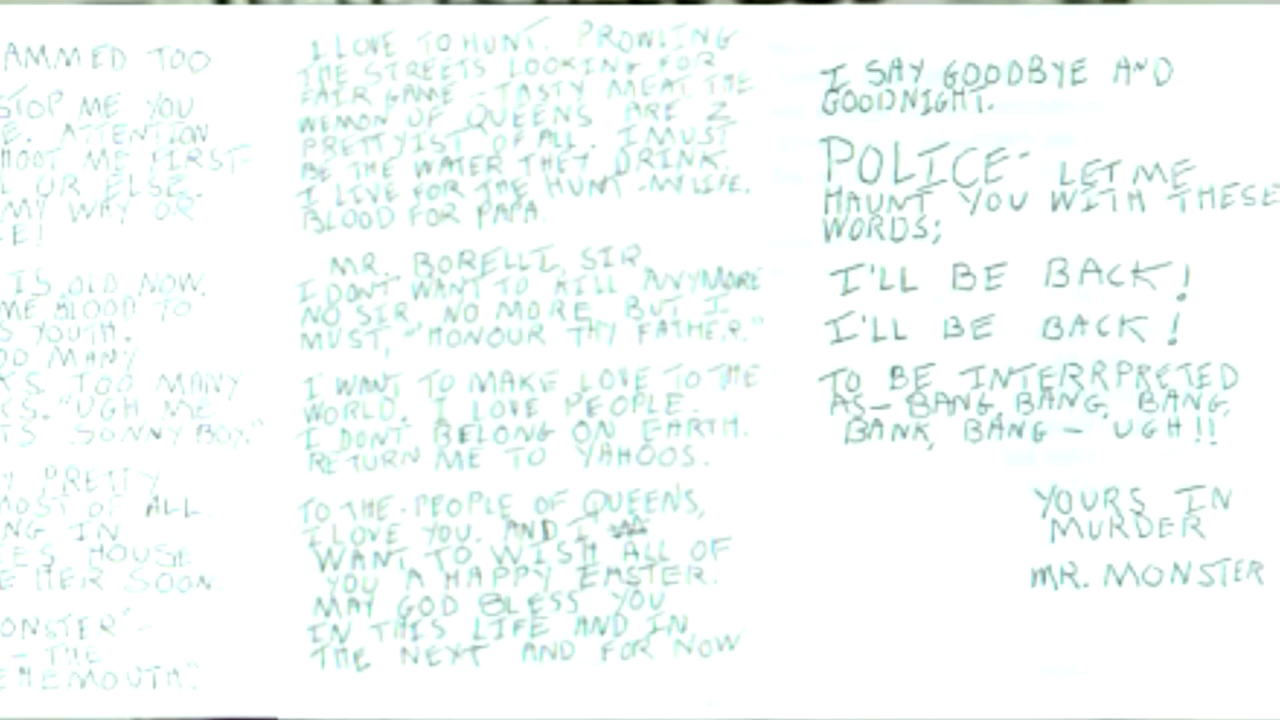 AMMED TOO
STOP ME YOU
E. ATTENTION
HOOT ME FIRST-
L OR ELSE.
MY WAY OR
E!
IS OLD NOW.
ME BLOOD TO
S YOUTH.
OO MANY
KS. TOO MANY
KS. "UGH ME
TS SONNY BOY."
Y PRETTY
MOST OF ALL.
NG IN
ES HOUSE
E HER SOON.
ONSTER"-
- THE
EHEMOUTH."
I LOVE TO HUNT. PROWLING
THE STREETS LOOKING FOR
FAIR GAME - TASTY MEAT. THE
WEMON OF QUEENS ARE Z
PRETTYIST OF ALL. I MUST
BE THE WATER THEY DRINK.
I LIVE FOR THE HUNT - MY LIFE.
BLOOD FOR PAPA.
MR. BORELLI, SIR
I DONT WANT TO KILL ANYMORE
NO SIR, NO MORE BUT I
MUST, "HONOUR THY FATHER."
I WANT TO MAKE LOVE TO THE
WORLD. I LOVE PEOPLE.
I DONT BELONG ON EARTH.
RETURN ME TO YAHOOS.
TO THE PEOPLE OF QUEENS,
I LOVE YOU. AND I
WANT TO WISH ALL OF
YOU A HAPPY EASTER.
MAY GOD BLESS YOU
IN THIS LIFE AND IN
THE NEXT AND FOR NOW
I SAY GOODBYE AND
GOODNIGHT.
POLICE- LET ME
HAUNT YOU WITH THESE
WORDS;
I'LL BE BACK!
I'LL BE BACK!
TO BE INTERRPRETED
AS- BANG, BANG, BANG,
BANK, BANG - UGH!!
YOURS IN
MURDER
MR. MONSTER